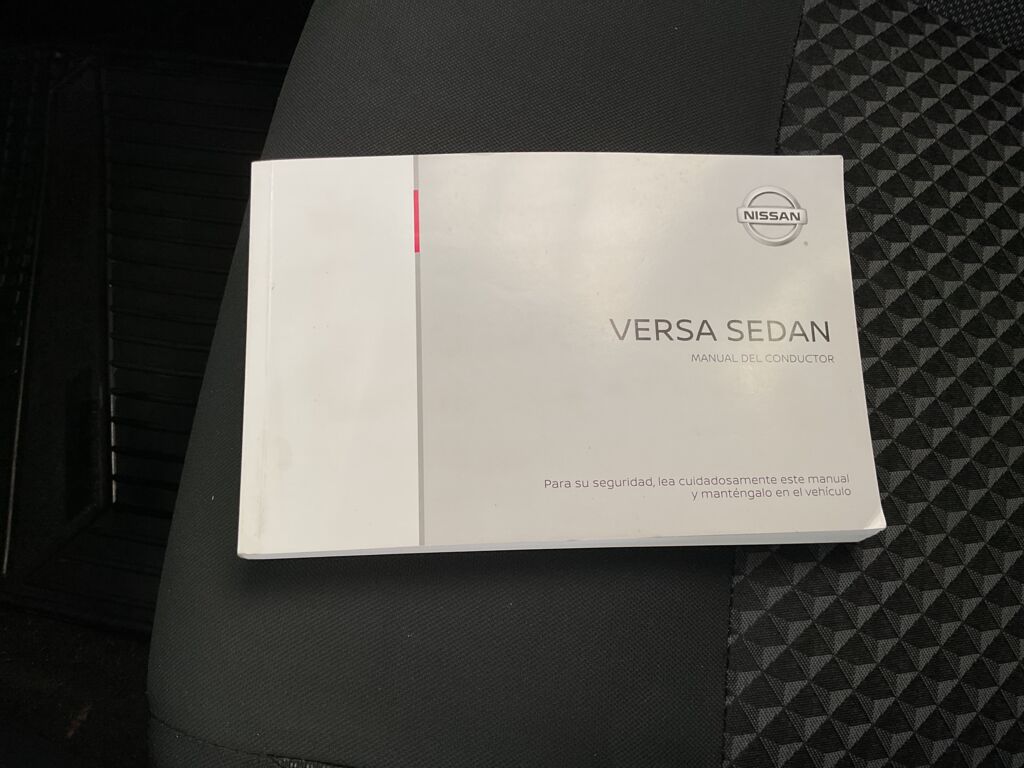 NISSAN
VERSA SEDAN
MANUAL DEL CONDUCTOR
Para su seguridad, lea cuidadosamente este manual
y manténgalo en el vehículo